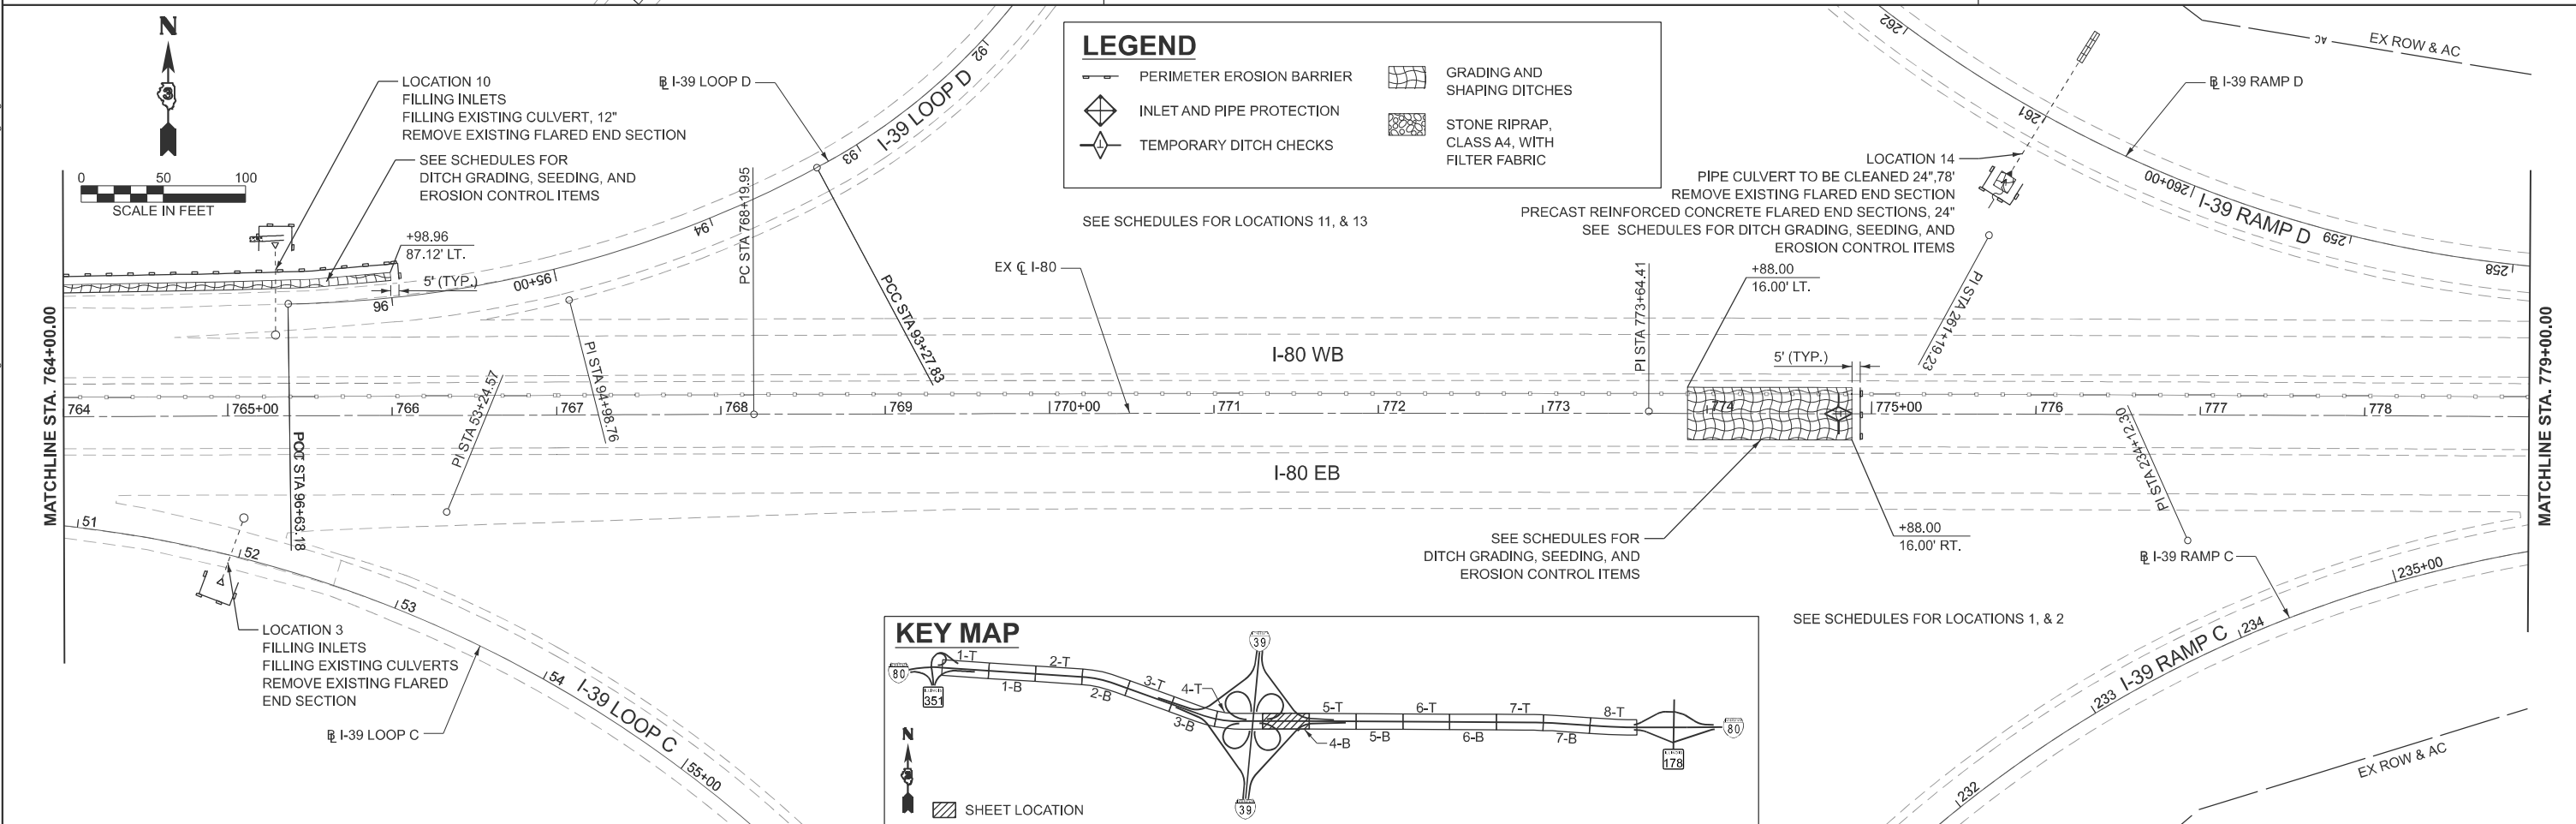 N
3
0 50 100
SCALE IN FEET
LOCATION 10
FILLING INLETS
FILLING EXISTING CULVERT, 12"
REMOVE EXISTING FLARED END SECTION
SEE SCHEDULES FOR
DITCH GRADING, SEEDING, AND
EROSION CONTROL ITEMS
+98.96
87.12' LT.
5' (TYP.)
℄ I-39 LOOP D
I-39 LOOP D
92
93
94
95+00
96
PC STA 768+19.95
PCC STA 93+27.83
PI STA 94+98.76
PI STA 53+24.57
PCC STA 96+63.18
LEGEND
PERIMETER EROSION BARRIER
INLET AND PIPE PROTECTION
TEMPORARY DITCH CHECKS
GRADING AND
SHAPING DITCHES
STONE RIPRAP,
CLASS A4, WITH
FILTER FABRIC
SEE SCHEDULES FOR LOCATIONS 11, & 13
EX ℄ I-80
LOCATION 14
PIPE CULVERT TO BE CLEANED 24",78'
REMOVE EXISTING FLARED END SECTION
PRECAST REINFORCED CONCRETE FLARED END SECTIONS, 24"
SEE SCHEDULES FOR DITCH GRADING, SEEDING, AND
EROSION CONTROL ITEMS
EX ROW & AC
AC
B I-39 RAMP D
I-39 RAMP D
262
261
260+00
259
258
PI STA 773+64.41
+88.00
16.00' LT.
5' (TYP.)
PI STA 261+19.23
MATCHLINE STA. 764+00.00
MATCHLINE STA. 779+00.00
I-80 WB
764 765+00 766 767 768 769 770+00 771 772 773 774 775+00 776 777 778
I-80 EB
PI STA 234+12.30
+88.00
16.00' RT.
SEE SCHEDULES FOR
DITCH GRADING, SEEDING, AND
EROSION CONTROL ITEMS
B I-39 RAMP C
I-39 RAMP C
235+00
234
233
232
SEE SCHEDULES FOR LOCATIONS 1, & 2
EX ROW & AC
51
52
53
54
55+00
I-39 LOOP C
LOCATION 3
FILLING INLETS
FILLING EXISTING CULVERTS
REMOVE EXISTING FLARED
END SECTION
B I-39 LOOP C
KEY MAP
80
351
1-T
1-B
2-T
2-B
3-T
3-B
4-T
39
39
4-B
5-T
5-B
6-T
6-B
7-T
7-B
8-T
80
178
N
SHEET LOCATION